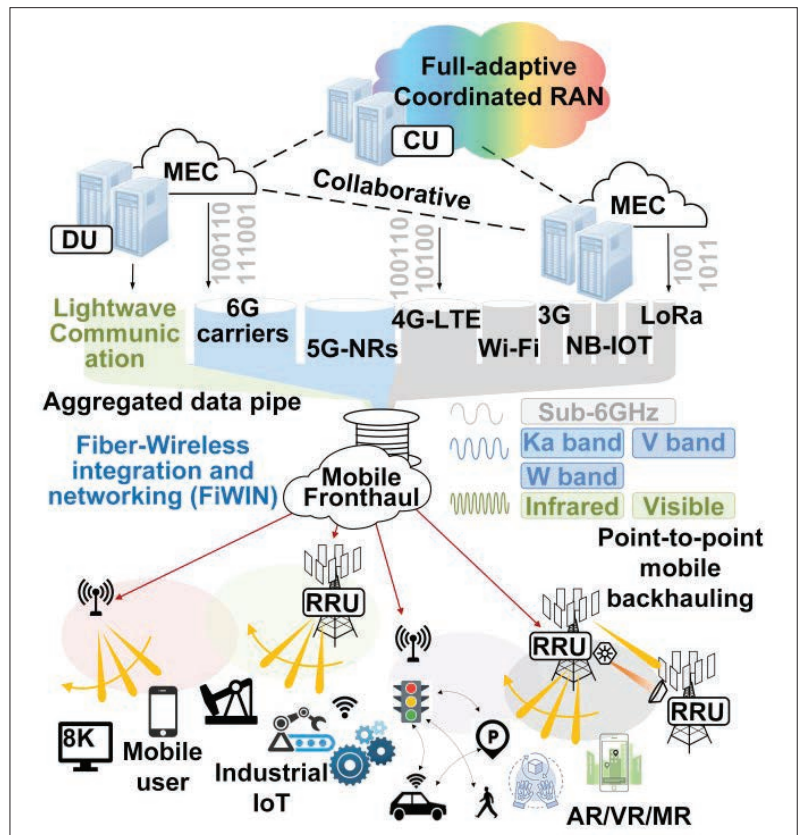 Full-adaptive
Coordinated RAN
CU
MEC
Collaborative
MEC
DU
100110
111001
100110
10100
100
1011
Lightwave
Communic
ation
6G
carriers
5G-NRs
4G-LTE
Wi-Fi
3G
NB-IOT
LoRa
Aggregated data pipe
Sub-6GHz
Ka band
V band
W band
Infrared
Visible
Fiber-Wireless
integration and
networking (FiWIN)
Mobile
Fronthaul
Point-to-point
mobile
backhauling
RRU
RRU
RRU
8K
Mobile
user
Industrial
IoT
P
AR/VR/MR